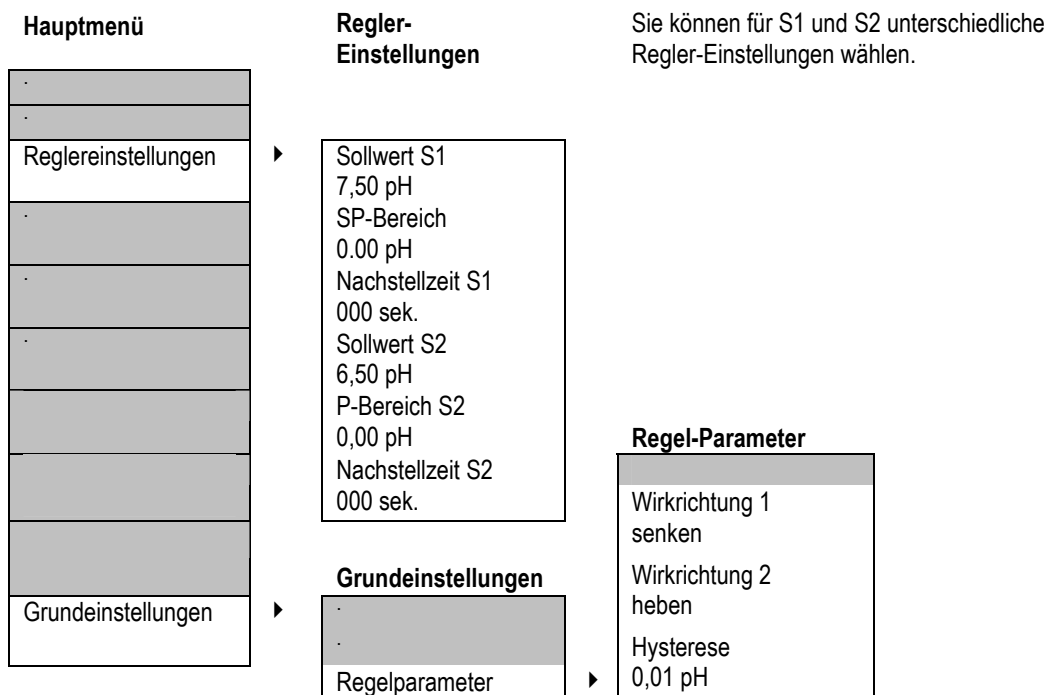 Hauptmenü
Regler-
Einstellungen
Sie können für S1 und S2 unterschiedliche
Regler-Einstellungen wählen.
.
.
Reglereinstellungen
.
.
.
Grundeinstellungen
Sollwert S1
7,50 pH
SP-Bereich
0.00 pH
Nachstellzeit S1
000 sek.
Sollwert S2
6,50 pH
P-Bereich S2
0,00 pH
Nachstellzeit S2
000 sek.
Grundeinstellungen
.
.
Regelparameter
Regel-Parameter
Wirkrichtung 1
senken
Wirkrichtung 2
heben
Hysterese
0,01 pH